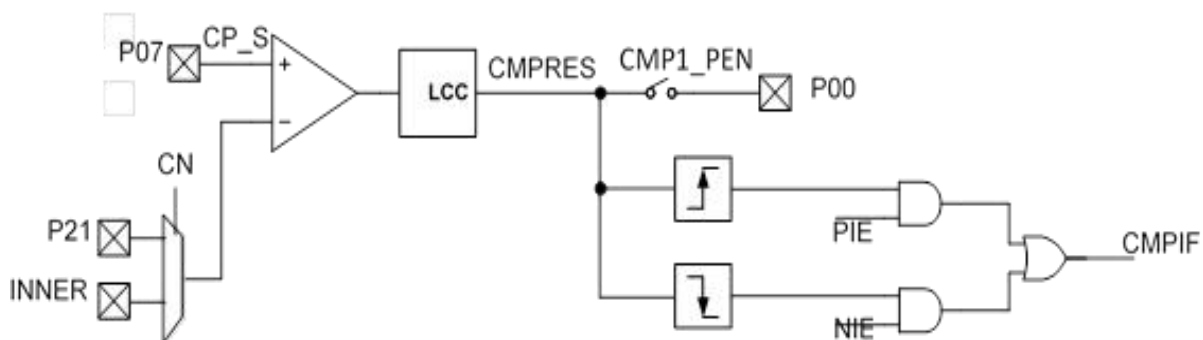 P07
CP_S
+
−
LCC
CMPRES
CMP1_PEN
P00
CN
P21
INNER
PIE
NIE
CMPIF